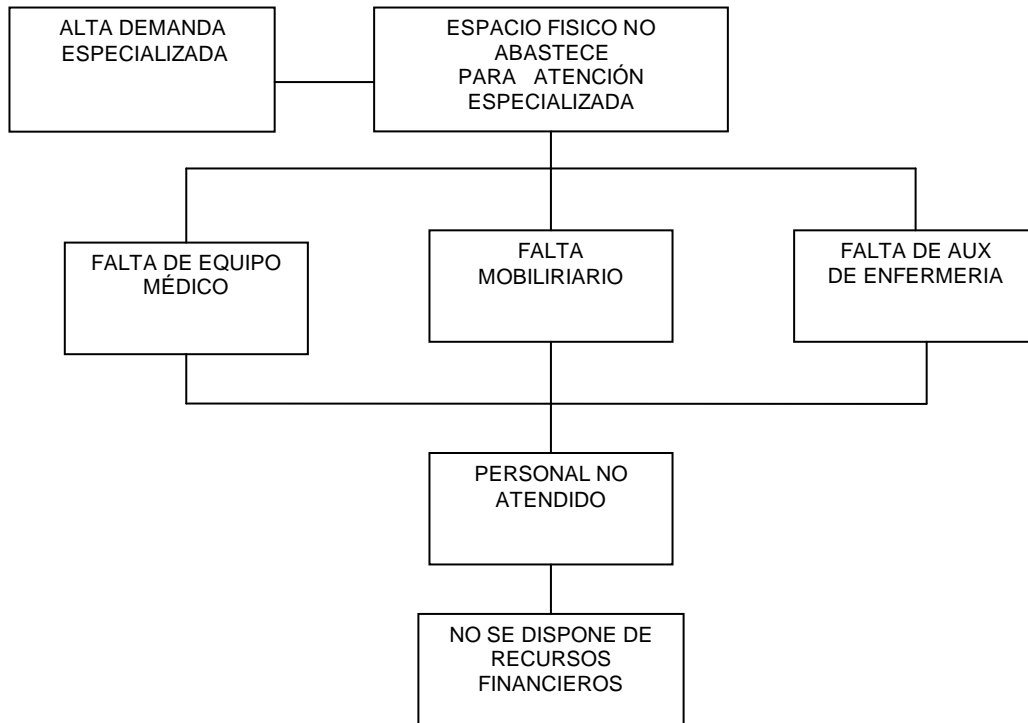 ALTA DEMANDA
ESPECIALIZADA
ESPACIO FISICO NO
ABASTECE
PARA ATENCIÓN
ESPECIALIZADA
FALTA DE EQUIPO
MÉDICO
FALTA
MOBILIRIARIO
FALTA DE AUX
DE ENFERMERIA
PERSONAL NO
ATENDIDO
NO SE DISPONE DE
RECURSOS
FINANCIEROS